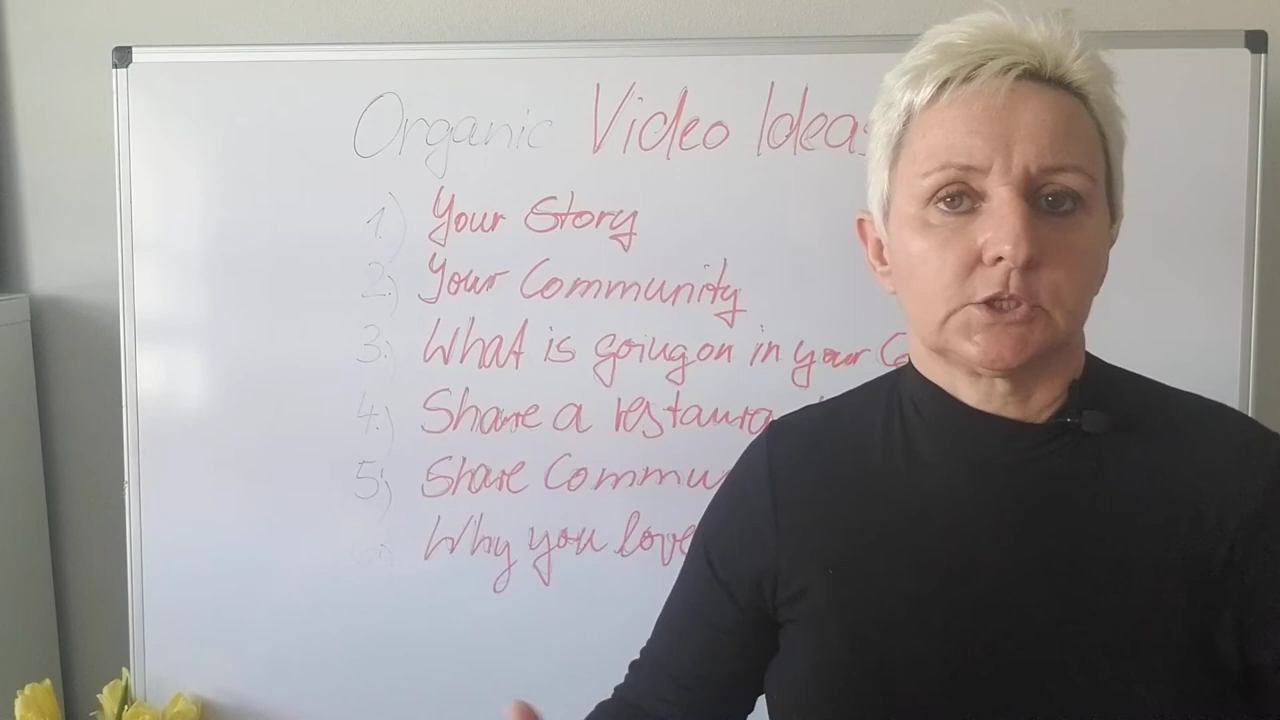 Organic Video Ideas
1.) Your Story
2.) Your Community
3.) What is going on in your
4.) Share a
5.) Share
Why you love